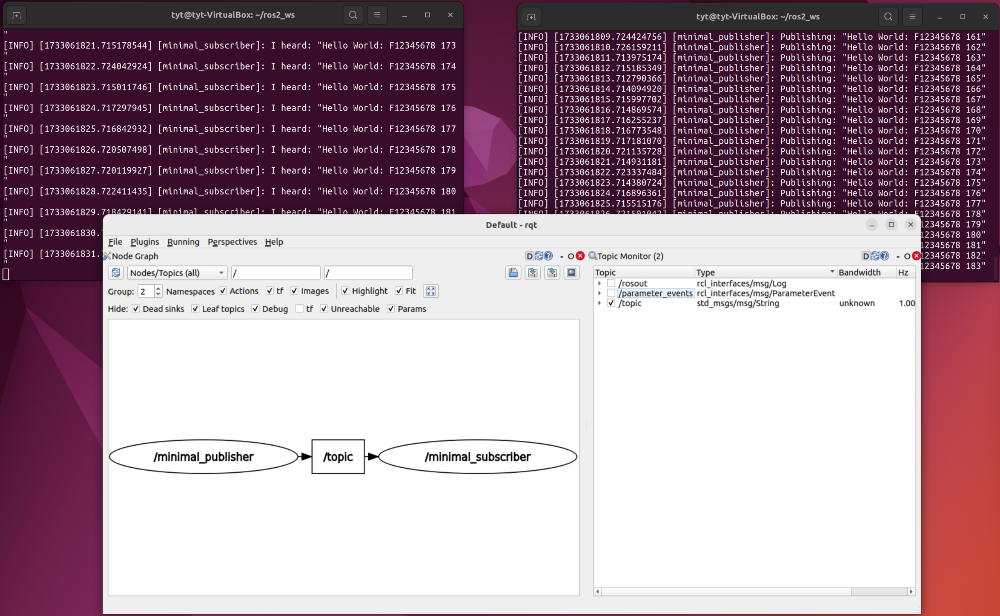 tyt@tyt-VirtualBox: ~/ros2_ws
"
[INFO] [1733061821.715178544] [minimal_subscriber]: I heard: "Hello World: F12345678 173
"
[INFO] [1733061822.724042924] [minimal_subscriber]: I heard: "Hello World: F12345678 174
"
[INFO] [1733061823.715011746] [minimal_subscriber]: I heard: "Hello World: F12345678 175
"
[INFO] [1733061824.717297945] [minimal_subscriber]: I heard: "Hello World: F12345678 176
"
[INFO] [1733061825.716842932] [minimal_subscriber]: I heard: "Hello World: F12345678 177
"
[INFO] [1733061826.720507498] [minimal_subscriber]: I heard: "Hello World: F12345678 178
"
[INFO] [1733061827.720119927] [minimal_subscriber]: I heard: "Hello World: F12345678 179
"
[INFO] [1733061828.722411435] [minimal_subscriber]: I heard: "Hello World: F12345678 180
"
[INFO] [1733061829.718429141] [minimal_subscriber]: I heard: "Hello World: F12345678 181
"
[INFO] [1733061830.
"
[INFO] [1733061831.
"
tyt@tyt-VirtualBox: ~/ros2_ws
[INFO] [1733061809.724424756] [minimal_publisher]: Publishing: "Hello World: F12345678 161"
[INFO] [1733061810.726159211] [minimal_publisher]: Publishing: "Hello World: F12345678 162"
[INFO] [1733061811.713975174] [minimal_publisher]: Publishing: "Hello World: F12345678 163"
[INFO] [1733061812.715185349] [minimal_publisher]: Publishing: "Hello World: F12345678 164"
[INFO] [1733061813.712790366] [minimal_publisher]: Publishing: "Hello World: F12345678 165"
[INFO] [1733061814.714094920] [minimal_publisher]: Publishing: "Hello World: F12345678 166"
[INFO] [1733061815.715997702] [minimal_publisher]: Publishing: "Hello World: F12345678 167"
[INFO] [1733061816.714869574] [minimal_publisher]: Publishing: "Hello World: F12345678 168"
[INFO] [1733061817.716255237] [minimal_publisher]: Publishing: "Hello World: F12345678 169"
[INFO] [1733061818.716773548] [minimal_publisher]: Publishing: "Hello World: F12345678 170"
[INFO] [1733061819.717181070] [minimal_publisher]: Publishing: "Hello World: F12345678 171"
[INFO] [1733061820.721135728] [minimal_publisher]: Publishing: "Hello World: F12345678 172"
[INFO] [1733061821.714931181] [minimal_publisher]: Publishing: "Hello World: F12345678 173"
[INFO] [1733061822.723337484] [minimal_publisher]: Publishing: "Hello World: F12345678 174"
[INFO] [1733061823.714380724] [minimal_publisher]: Publishing: "Hello World: F12345678 175"
[INFO] [1733061824.716896361] [minimal_publisher]: Publishing: "Hello World: F12345678 176"
[INFO] [1733061825.715515176] [minimal_publisher]: Publishing: "Hello World: F12345678 177"
[INFO] [1733061826.721501042] [minimal_publisher]: Publishing: "Hello World: F12345678 178"
12345678 179"
12345678 180"
12345678 181"
12345678 182"
12345678 183"
Default - rqt
File Plugins Running Perspectives Help
Node Graph
D - O
Nodes/Topics (all) / /
Group: 2 Namespaces Actions tf Images Highlight Fit
Hide: Dead sinks Leaf topics Debug tf Unreachable Params
/minimal_publisher /topic /minimal_subscriber
Topic Monitor (2)
D - O
Topic Type Bandwidth Hz
/rosout rcl_interfaces/msg/Log
/parameter_events rcl_interfaces/msg/ParameterEvent
/topic std_msgs/msg/String unknown 1.00